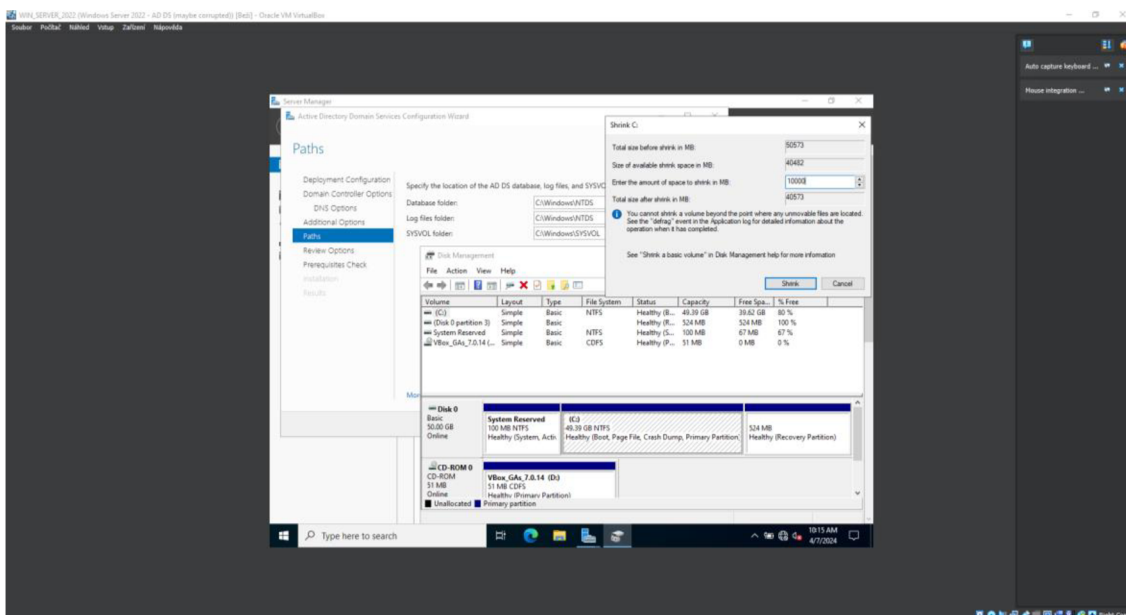 WIN_SERVER_2022 (Windows Server 2022 - AD DS (maybe corrupted)) [Běží] - Oracle VM VirtualBox
Soubor Počítač Náhled Vstup Zařízení Nápověda
Auto capture keyboard ...
Mouse integration ...
Server Manager
Active Directory Domain Services Configuration Wizard
Paths
Deployment Configuration
Domain Controller Options
DNS Options
Additional Options
Paths
Review Options
Prerequisites Check
Installation
Results
Specify the location of the AD DS database, log files, and SYSVO
Database folder: C:\Windows\NTDS
Log files folder: C:\Windows\NTDS
SYSVOL folder: C:\Windows\SYSVOL
Mor
Shrink C:
Total size before shrink in MB: 50573
Size of available shrink space in MB: 40482
Enter the amount of space to shrink in MB: 10000
Total size after shrink in MB: 40573
You cannot shrink a volume beyond the point where any unmovable files are located.
See the "defrag" event in the Application log for detailed information about the
operation when it has completed.
See "Shrink a basic volume" in Disk Management help for more information
Shrink Cancel
Disk Management
File Action View Help
Volume Layout Type File System Status Capacity Free Spa... % Free
(C:) Simple Basic NTFS Healthy (B... 49.39 GB 39.62 GB 80 %
(Disk 0 partition 3) Simple Basic Healthy (R... 524 MB 524 MB 100 %
System Reserved Simple Basic NTFS Healthy (S... 100 MB 67 MB 67 %
VBox_GAs_7.0.14 (... Simple Basic CDFS Healthy (P... 51 MB 0 MB 0 %
Disk 0
Basic
50.00 GB
Online
System Reserved
100 MB NTFS
Healthy (System, Activ
(C:)
49.39 GB NTFS
Healthy (Boot, Page File, Crash Dump, Primary Partition)
524 MB
Healthy (Recovery Partition)
CD-ROM 0
CD-ROM
51 MB
Online
VBox_GAs_7.0.14 (D:)
51 MB CDFS
Healthy (Primary Partition)
Unallocated Primary partition
Type here to search
10:15 AM
4/7/2024